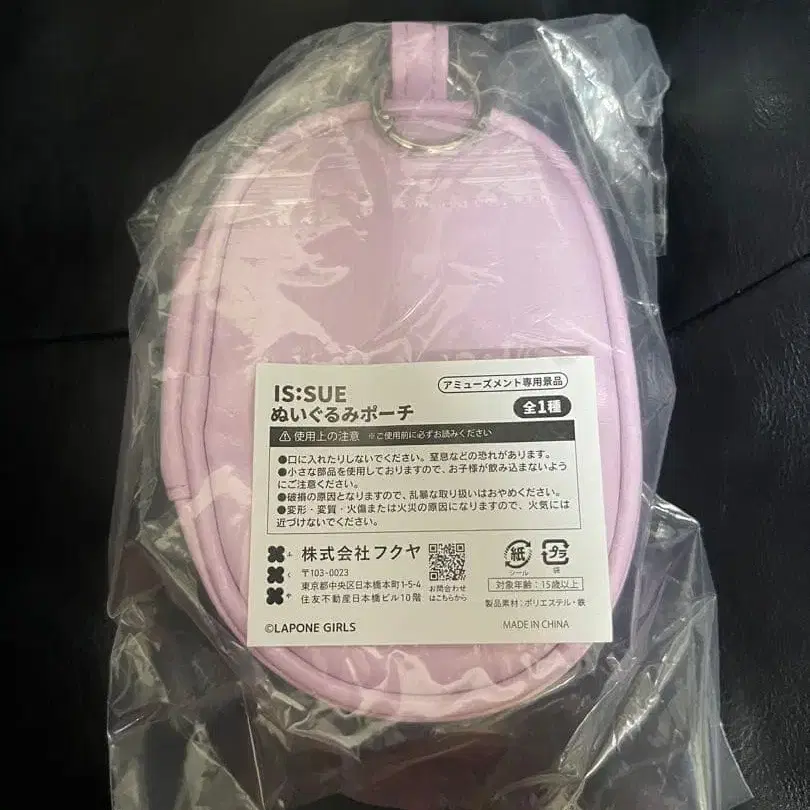 IS:SUE
ぬいぐるみポーチ
アミューズメント専用景品
全1種
使用上の注意 ※ご使用前に必ずお読みください
●口に入れたりしないでください。窒息などの恐れがあります。
●小さな部品を使用しておりますので、お子様が飲み込まないよう
にご注意ください。
●破損の原因となりますので、乱暴な取り扱いはおやめください。
●変形・変質・火傷または火災の原因になりますので、火気には
近づけないでください。
株式会社フクヤ
〒103-0023
東京都中央区日本橋本町1-5-4
住友不動産日本橋ビル10階
お問合わせ
はこちらから
紙
シール
プラ
袋
対象年齢：15歳以上
製品素材：ポリエステル・鉄
©LAPONE GIRLS
MADE IN CHINA